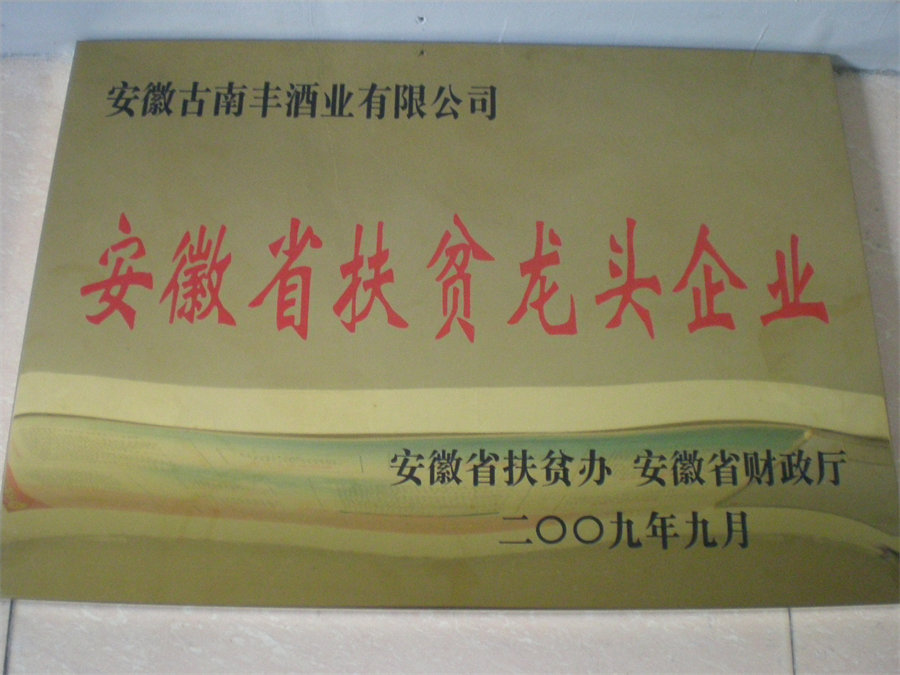 安徽古南丰酒业有限公司
安徽省扶贫龙头企业
安徽省扶贫办 安徽省财政厅
二〇〇九年九月